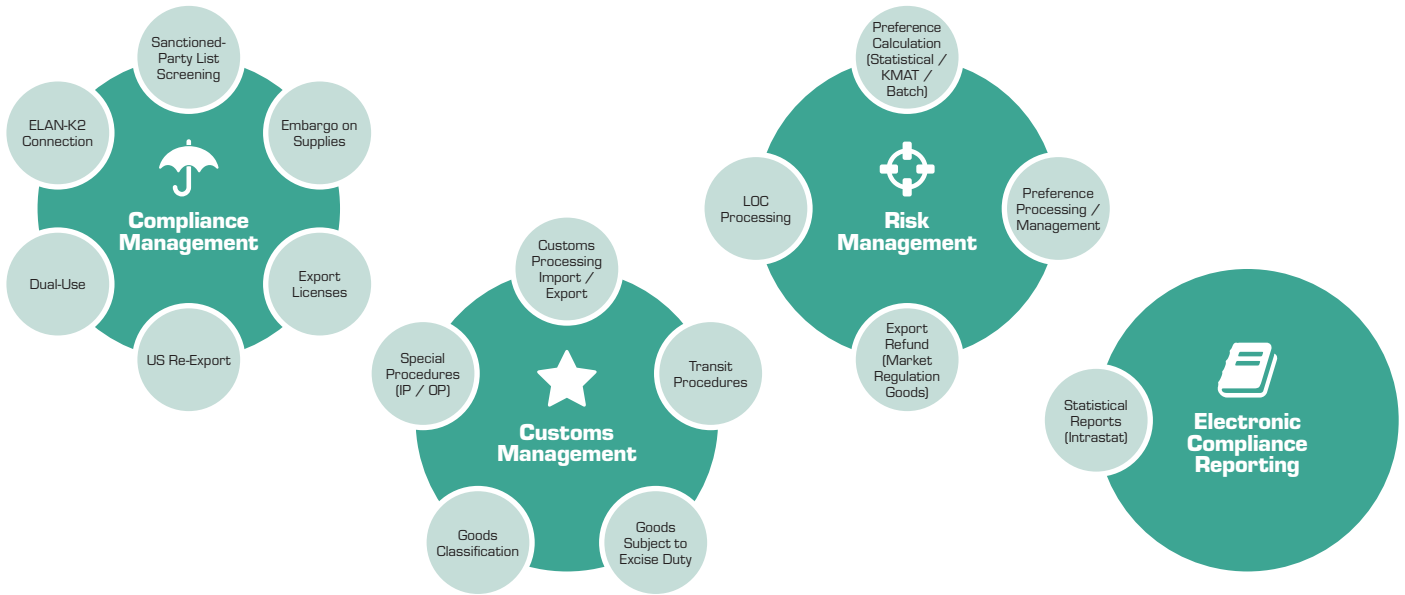 Sanctioned-
Party List
Screening
ELAN-K2
Connection
Embargo on
Supplies
Compliance
Management
Dual-Use
Export
Licenses
US Re-Export
Customs
Processing
Import /
Export
Special
Procedures
(IP / OP)
Transit
Procedures
Customs
Management
Goods
Classification
Goods
Subject to
Excise Duty
Preference
Calculation
(Statistical /
KMAT /
Batch)
LOC
Processing
Preference
Processing /
Management
Risk
Management
Export
Refund
(Market
Regulation
Goods)
Statistical
Reports
(Intrastat)
Electronic
Compliance
Reporting